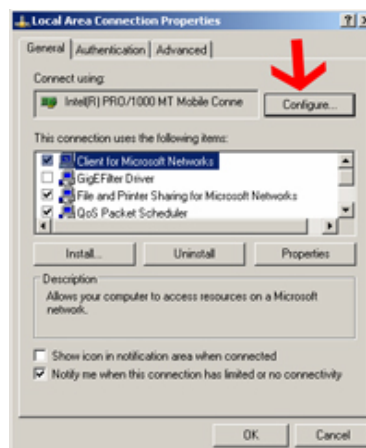 Local Area Connection Properties
General Authentication Advanced
Connect using:
Intel(R) PRO/1000 MT Mobile Conne
Configure...
This connection uses the following items:
Client for Microsoft Networks
GigEFilter Driver
File and Printer Sharing for Microsoft Networks
QoS Packet Scheduler
Install... Uninstall Properties
Description
Allows your computer to access resources on a Microsoft
network.
Show icon in notification area when connected
Notify me when this connection has limited or no connectivity
OK Cancel